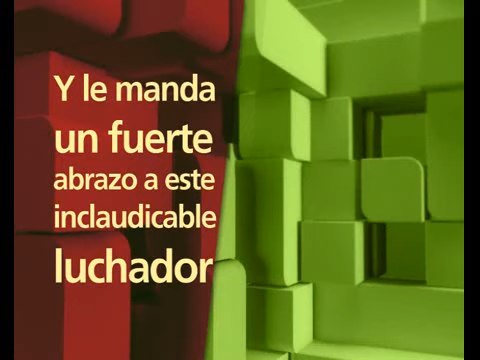 Y le manda
un fuerte
abrazo a este
inclaudicable
luchador